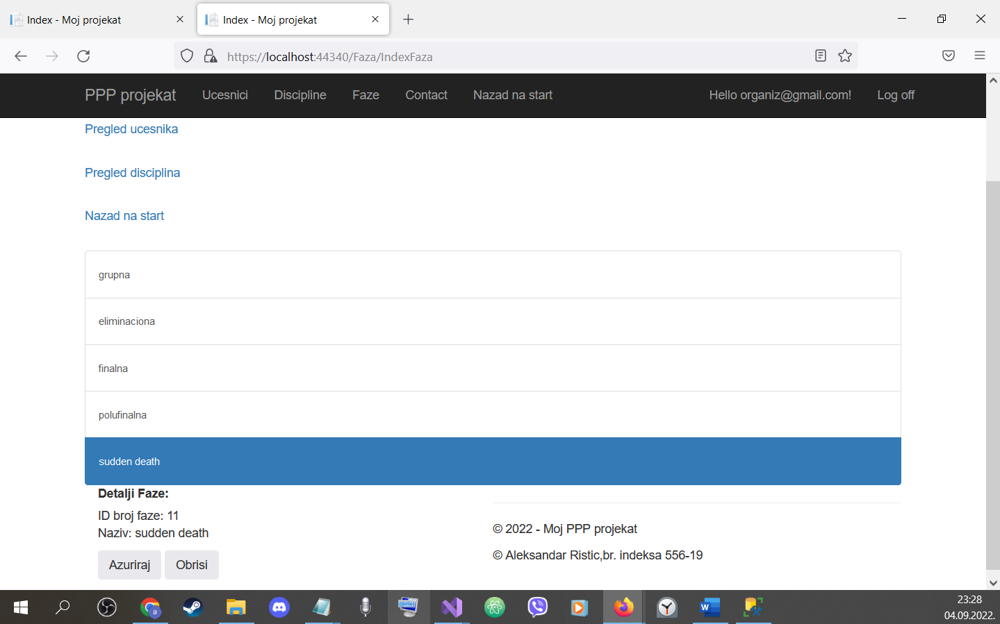 Index - Moj projekat
Index - Moj projekat
https://localhost:44340/Faza/IndexFaza
PPP projekat Ucesnici Discipline Faze Contact Nazad na start Hello organiz@gmail.com! Log off
Pregled ucesnika
Pregled disciplina
Nazad na start
grupna
eliminaciona
finalna
polufinalna
sudden death
Detalji Faze:
ID broj faze: 11
Naziv: sudden death
Azuriraj Obrisi
© 2022 - Moj PPP projekat
© Aleksandar Ristic,br. indeksa 556-19
23:28
04.09.2022.